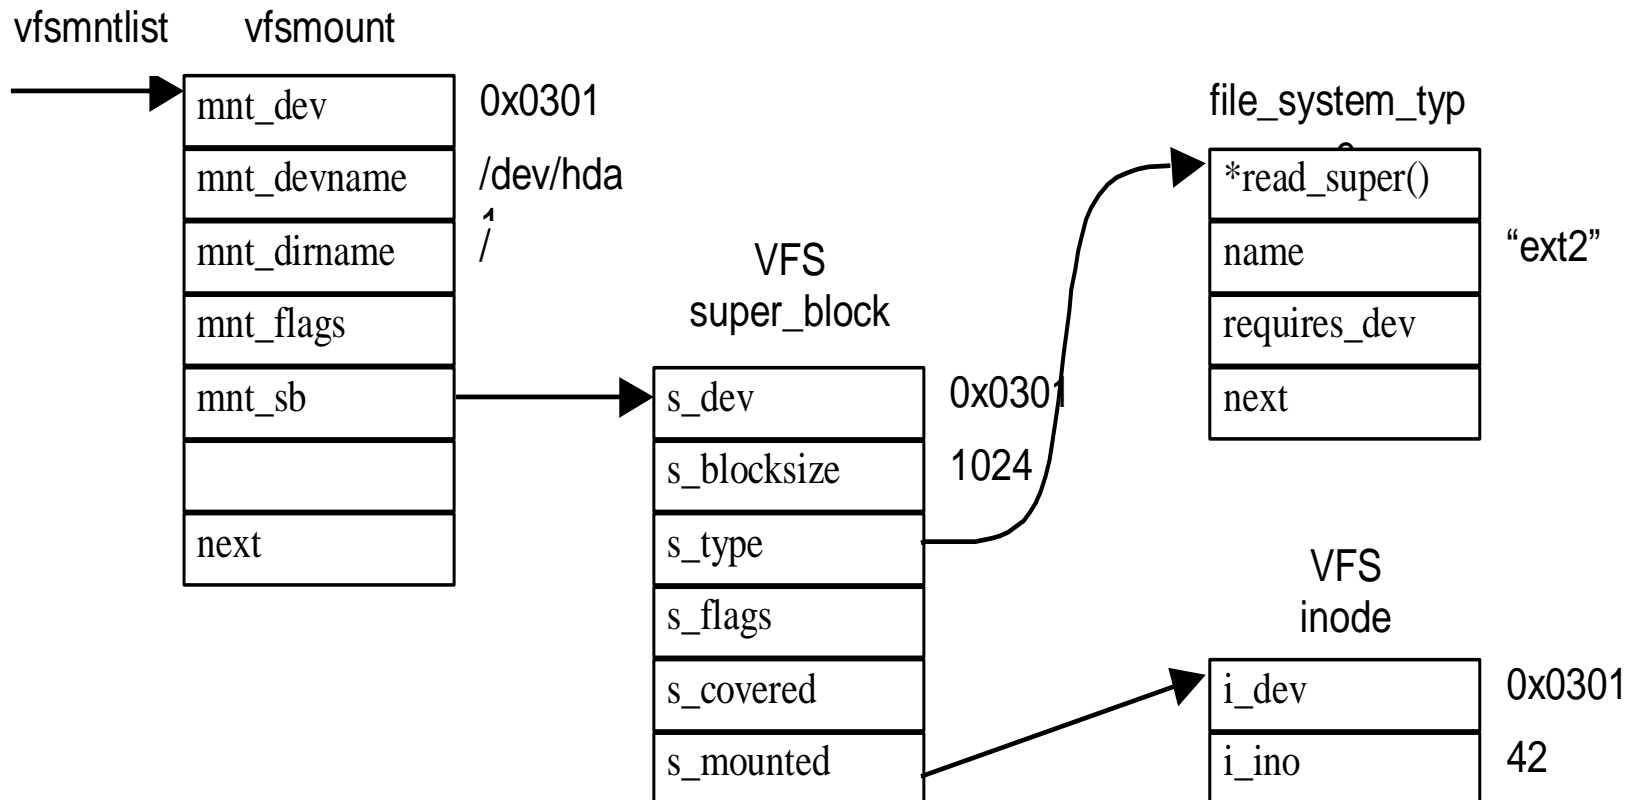 vfsmntlist vfsmount
mnt_dev 0x0301
mnt_devname /dev/hda
mnt_dirname /
mnt_flags
mnt_sb
next
VFS
super_block
s_dev 0x0301
s_blocksize 1024
s_type
s_flags
s_covered
s_mounted
file_system_typ
*read_super()
name “ext2”
requires_dev
next
VFS
inode
i_dev 0x0301
i_ino 42